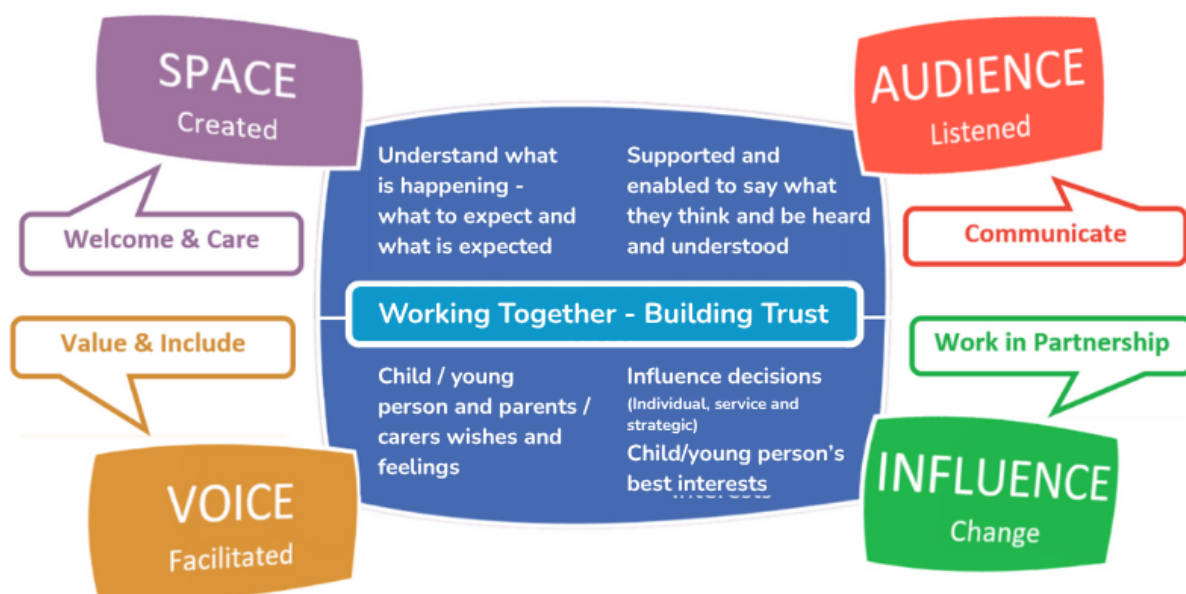 SPACE
Created
AUDIENCE
Listened
Understand what
is happening -
what to expect and
what is expected
Supported and
enabled to say what
they think and be heard
and understood
Welcome & Care
Communicate
Working Together - Building Trust
Value & Include
Work in Partnership
Child / young
person and parents /
carers wishes and
feelings
Influence decisions
(Individual, service and
strategic)
Child/young person's
best interests
VOICE
Facilitated
INFLUENCE
Change